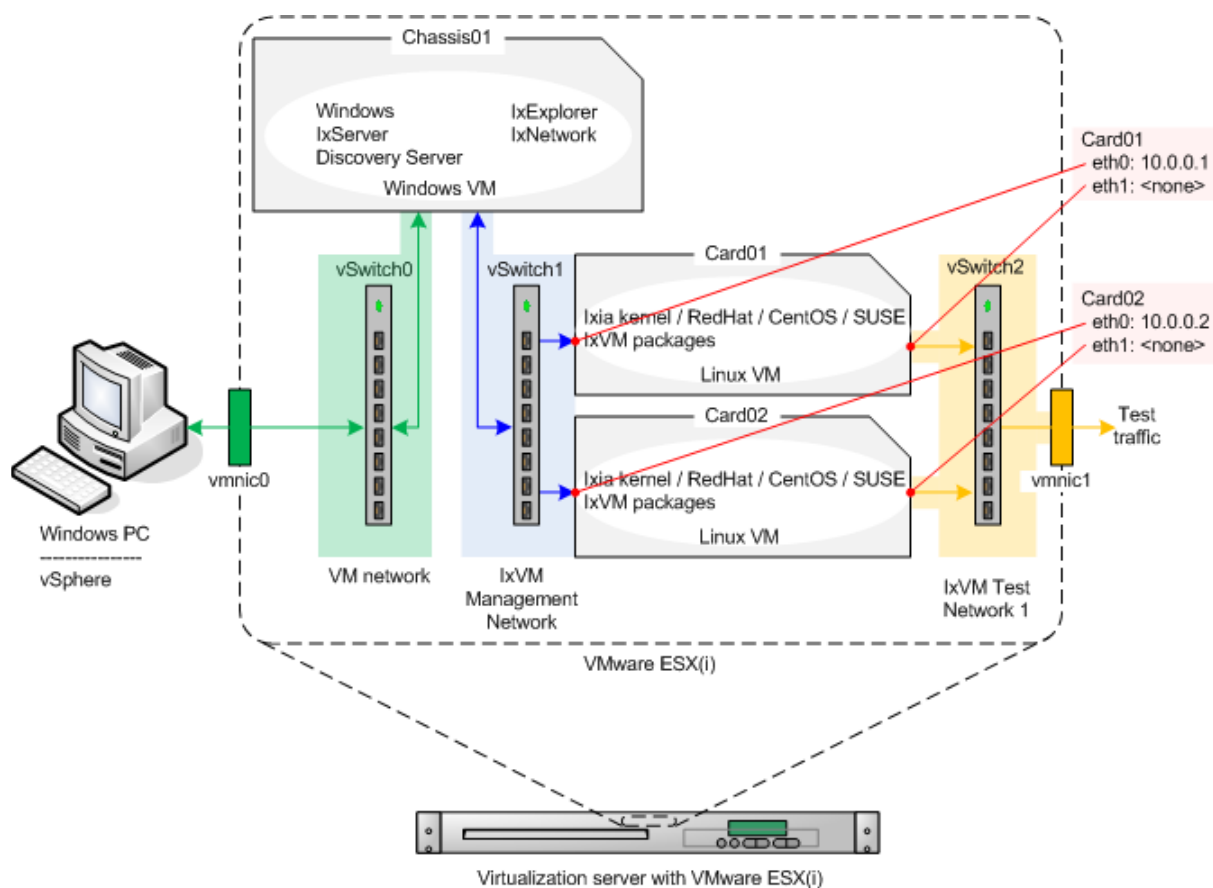 Chassis01
Windows
IxServer
Discovery Server
IxExplorer
IxNetwork
Windows VM
Card01
eth0: 10.0.0.1
eth1: <none>
vSwitch0
vSwitch1
Card01
vSwitch2
Ixia kernel / RedHat / CentOS / SUSE
IxVM packages
Linux VM
Card02
eth0: 10.0.0.2
eth1: <none>
Card02
Ixia kernel / RedHat / CentOS / SUSE
IxVM packages
Linux VM
vmnic0
vmnic1
Test
traffic
Windows PC
----------------
vSphere
VM network
IxVM
Management
Network
IxVM Test
Network 1
VMware ESX(i)
Virtualization server with VMware ESX(i)